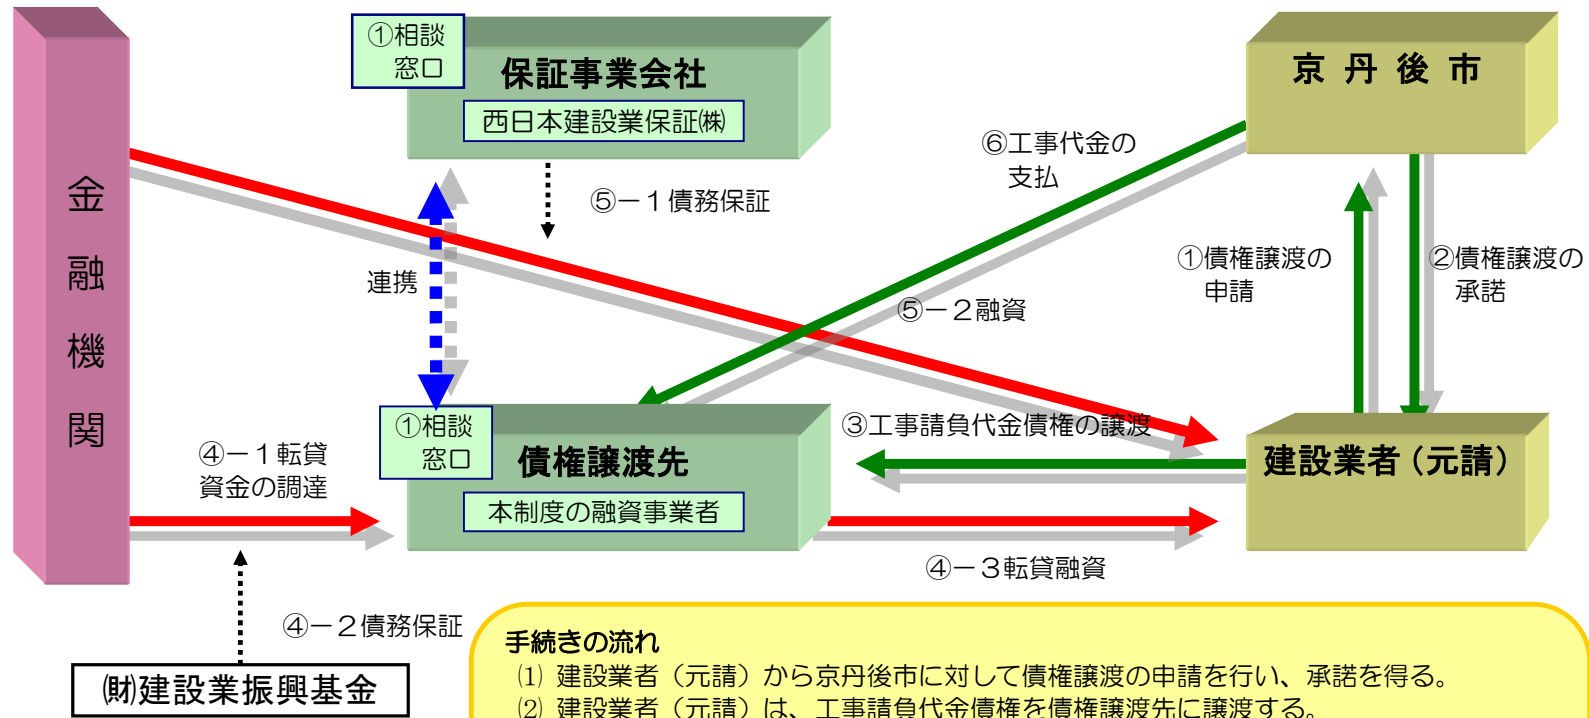 ①相談
窓口
保証事業会社
西日本建設業保証㈱
京丹後市
金融機関
⑥工事代金の
支払
⑤－１債務保証
①債権譲渡の
申請
②債権譲渡の
承諾
連携
⑤－２融資
①相談
窓口
債権譲渡先
本制度の融資事業者
③工事請負代金債権の譲渡
建設業者（元請）
④－１転貸
資金の調達
④－３転貸融資
④－２債務保証
㈶建設業振興基金
手続きの流れ
⑴ 建設業者（元請）から京丹後市に対して債権譲渡の申請を行い、承諾を得る。
⑵ 建設業者（元請）は、工事請負代金債権を債権譲渡先に譲渡する。